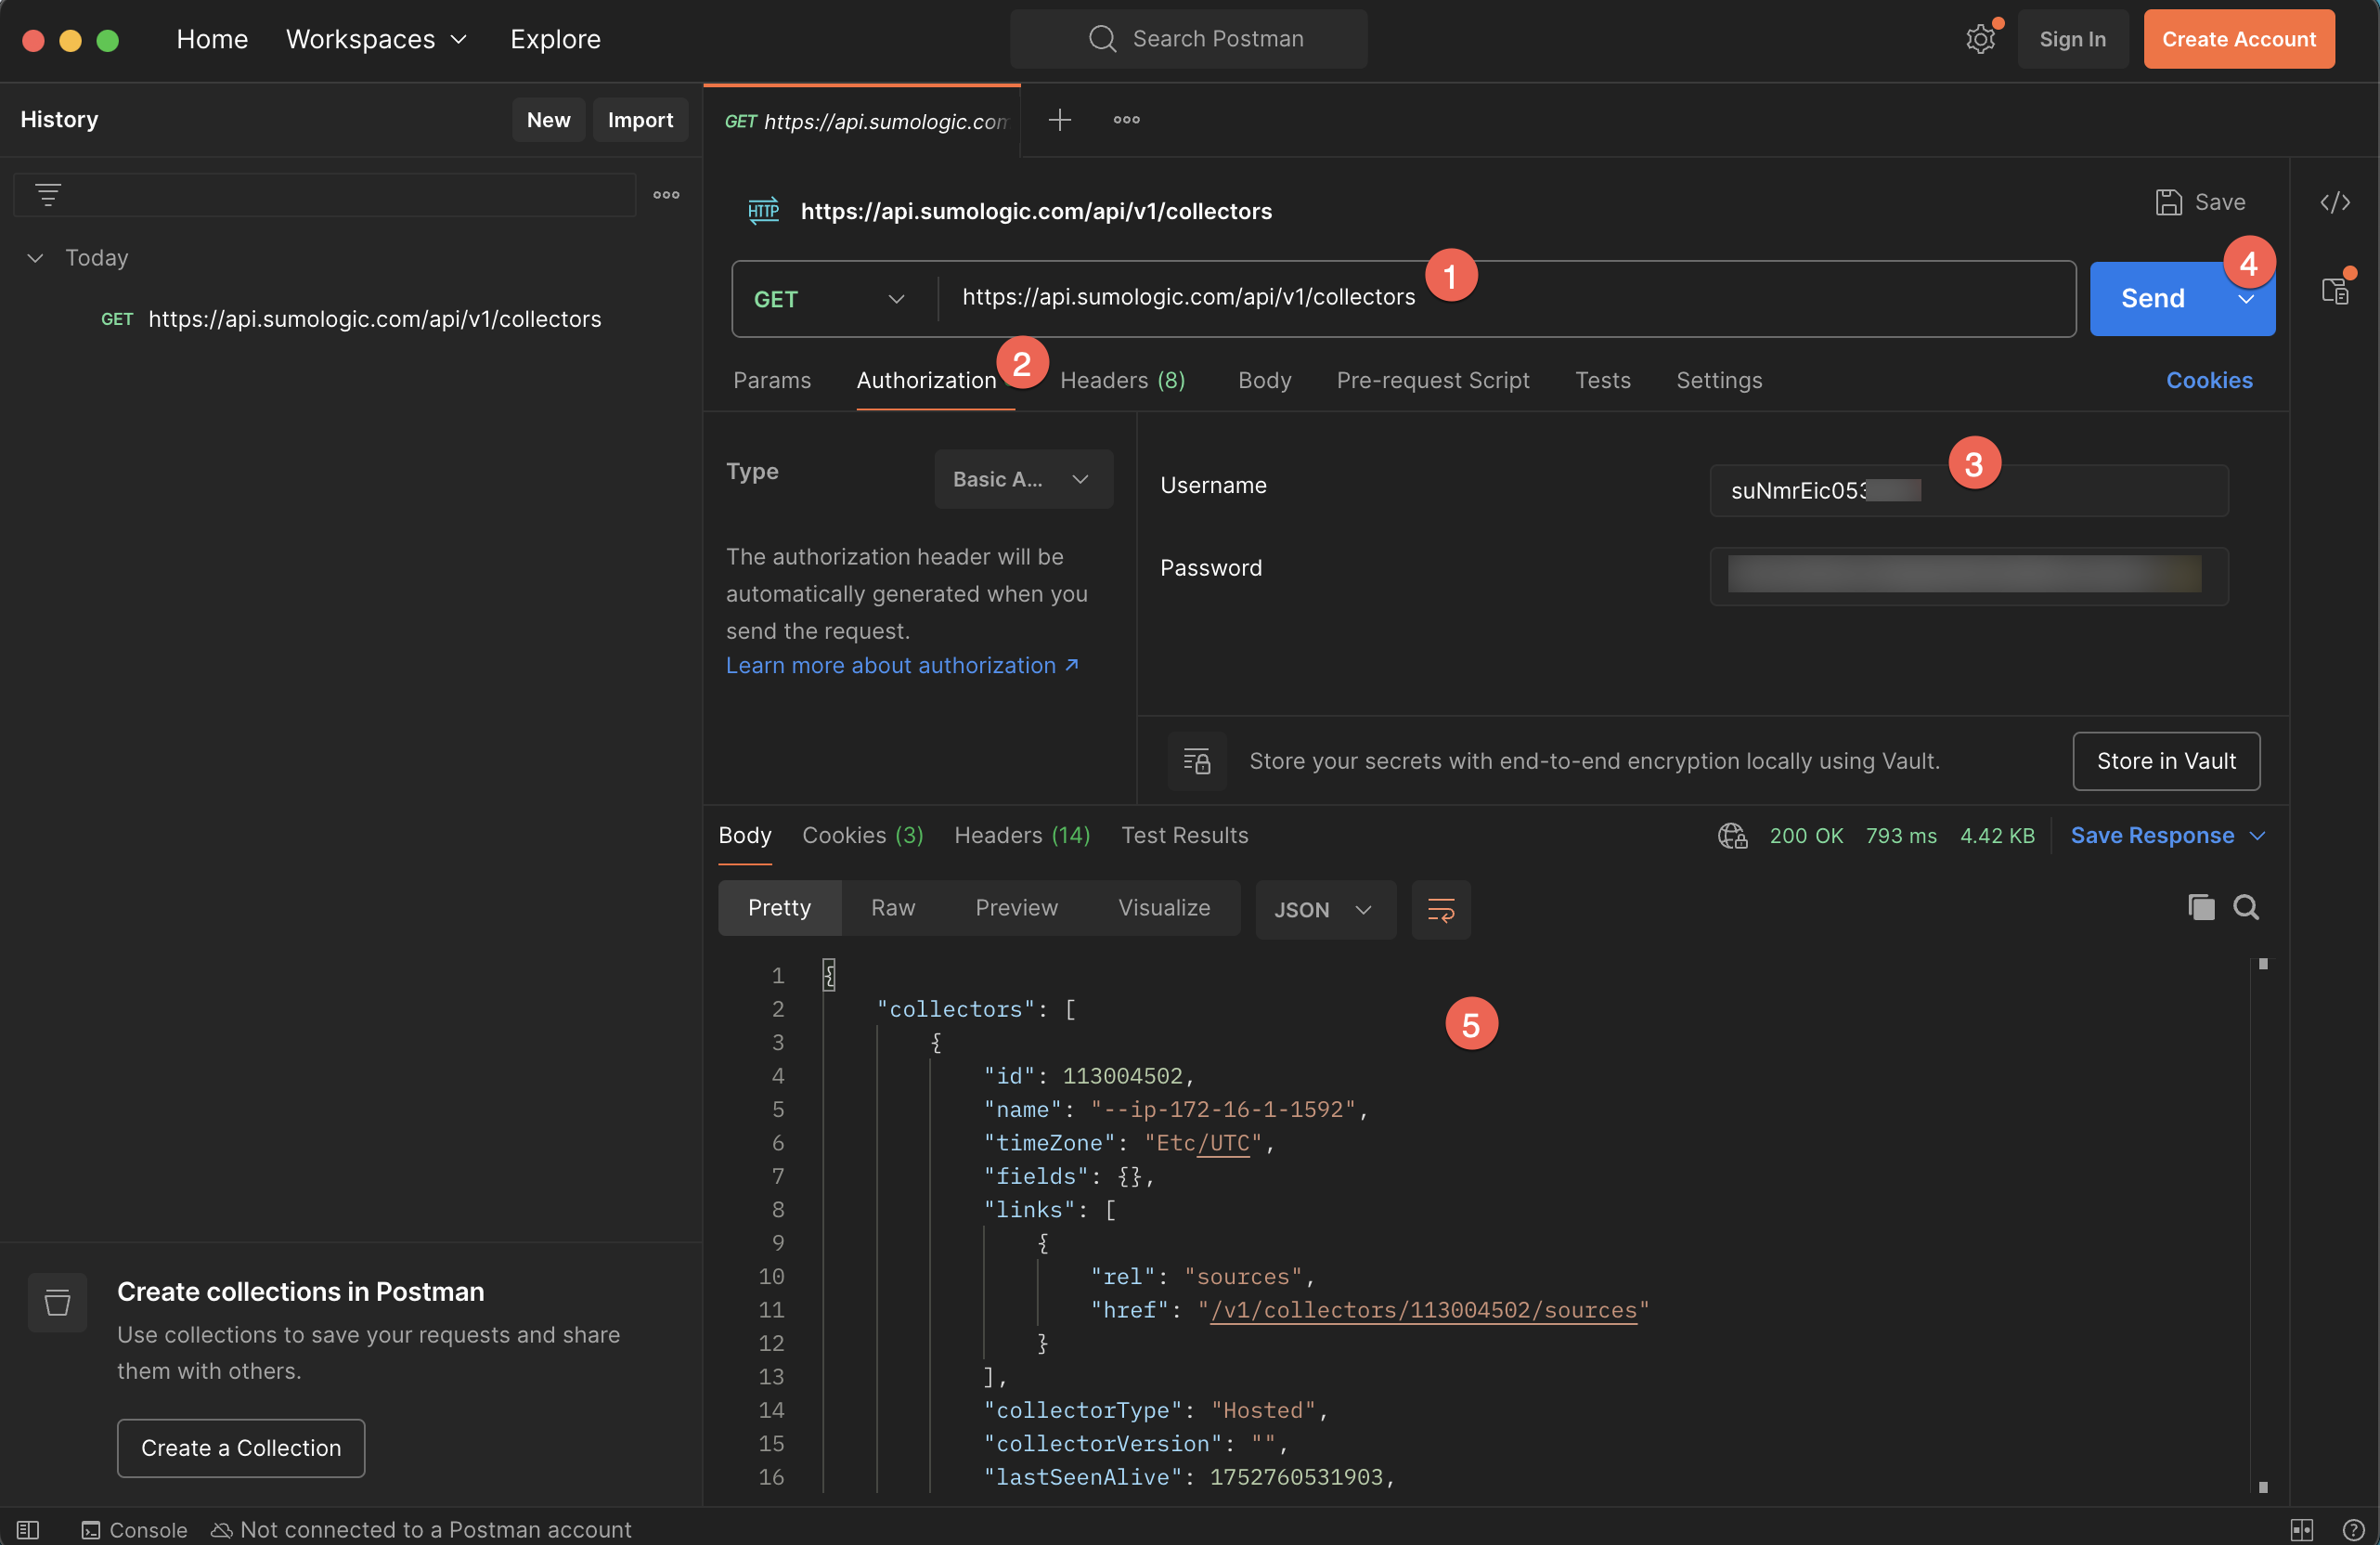 Home Workspaces Explore Search Postman Sign In Create Account
History New Import
GET https://api.sumologic.com
Today
GET https://api.sumologic.com/api/v1/collectors
HTTP https://api.sumologic.com/api/v1/collectors Save
GET https://api.sumologic.com/api/v1/collectors 1 Send 4
Params Authorization 2 Headers (8) Body Pre-request Script Tests Settings Cookies
Type Basic A...
The authorization header will be
automatically generated when you
send the request.
Learn more about authorization ↗
3
Username suNmrEic053
Password
Store your secrets with end-to-end encryption locally using Vault. Store in Vault
Body Cookies (3) Headers (14) Test Results 200 OK 793 ms 4.42 KB Save Response
Pretty Raw Preview Visualize JSON
1 {
2 "collectors": [
5
3 {
4 "id": 113004502,
5 "name": "--ip-172-16-1-1592",
6 "timeZone": "Etc/UTC",
7 "fields": {},
8 "links": [
9 {
10 "rel": "sources",
11 "href": "/v1/collectors/113004502/sources"
12 }
13 ],
14 "collectorType": "Hosted",
15 "collectorVersion": "",
16 "lastSeenAlive": 1752760531903,
Create collections in Postman
Use collections to save your requests and share
them with others.
Create a Collection
Console Not connected to a Postman account